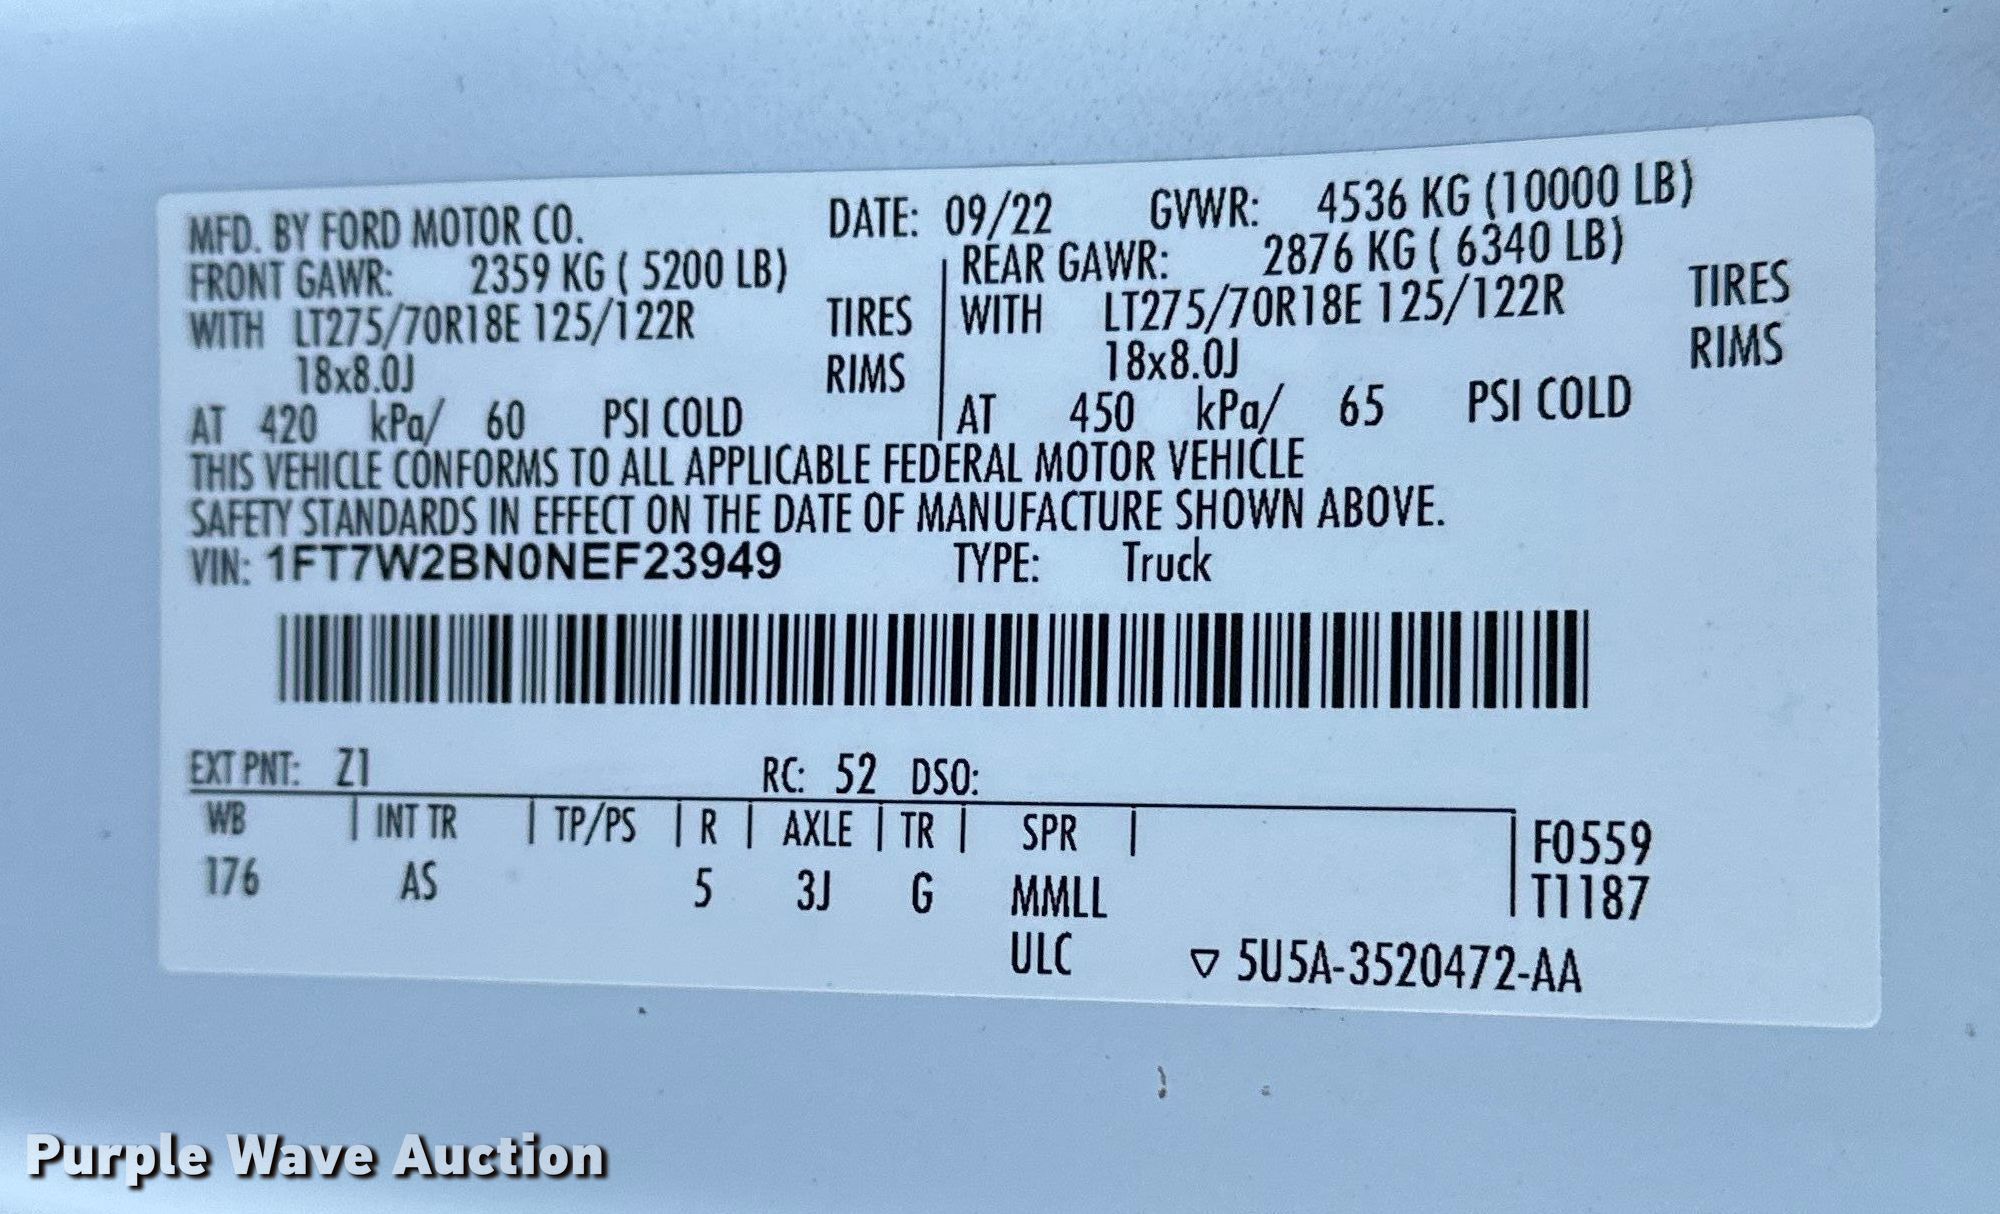 MFD. BY FORD MOTOR CO. DATE: 09/22 GVWR: 4536 KG (10000 LB)
FRONT GAWR: 2359 KG ( 5200 LB) REAR GAWR: 2876 KG ( 6340 LB)
WITH LT275/70R18E 125/122R TIRES WITH LT275/70R18E 125/122R TIRES
18x8.0J RIMS 18x8.0J RIMS
AT 420 kPa/ 60 PSI COLD AT 450 kPa/ 65 PSI COLD
THIS VEHICLE CONFORMS TO ALL APPLICABLE FEDERAL MOTOR VEHICLE
SAFETY STANDARDS IN EFFECT ON THE DATE OF MANUFACTURE SHOWN ABOVE.
VIN: 1FT7W2BN0NEF23949 TYPE: Truck
EXT PNT: Z1 RC: 52 DSO:
WB | INT TR | TP/PS | R | AXLE | TR | SPR | F0559
176 AS 5 3J G MMLL T1187
ULC ▽ 5U5A-3520472-AA
Purple Wave Auction